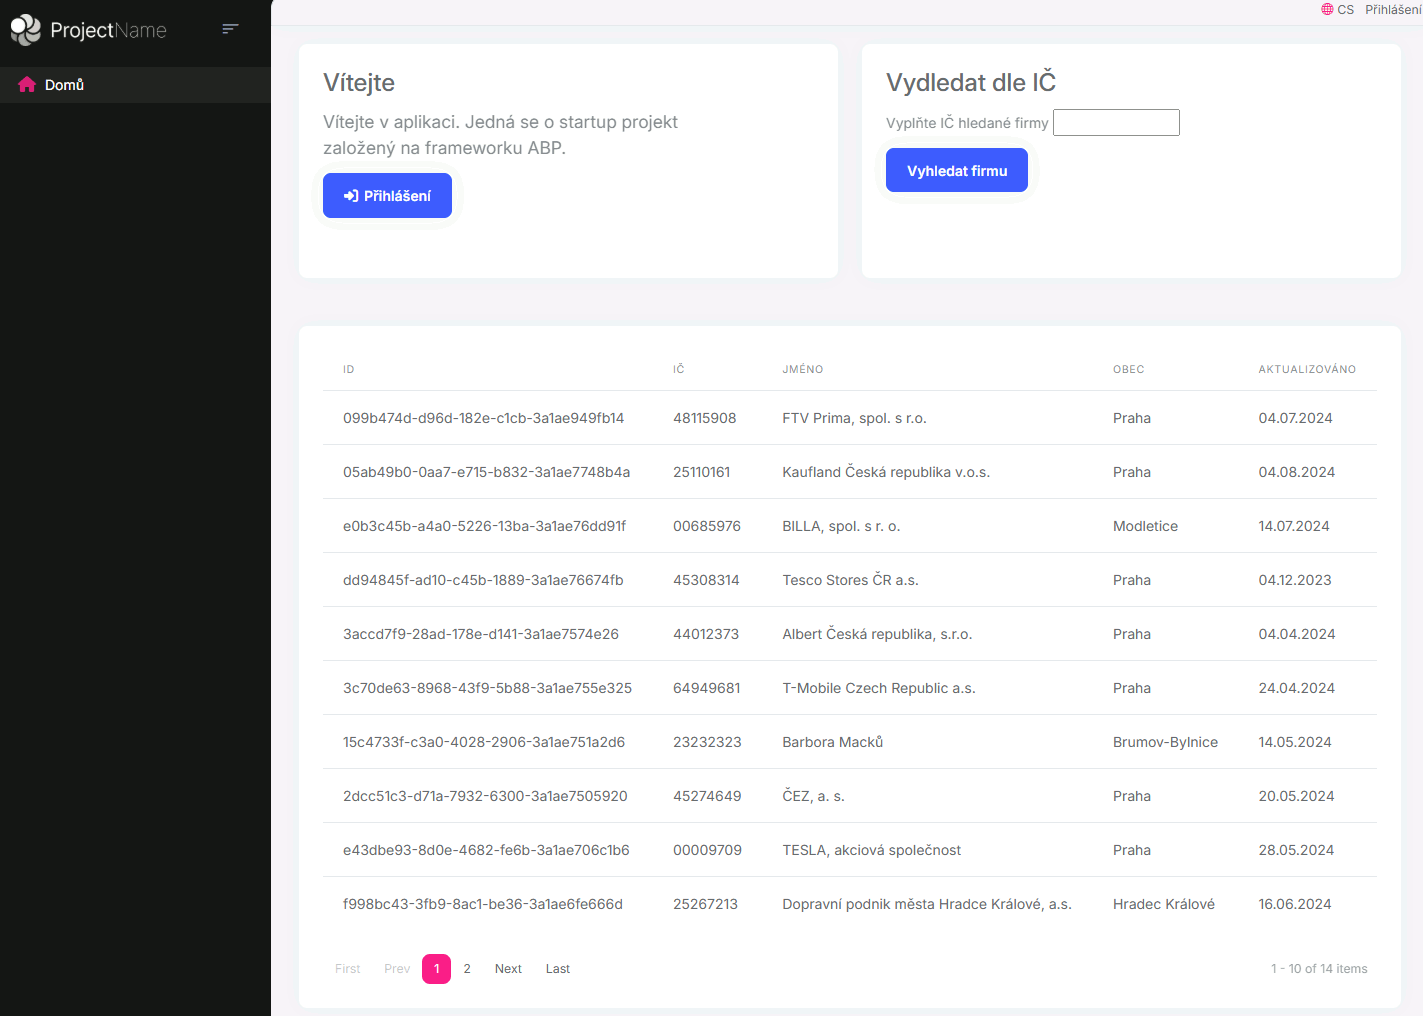 ProjectName
CS Přihlášení
Domů
Vítejte
Vítejte v aplikaci. Jedná se o startup projekt
založený na frameworku ABP.
Přihlášení
Vydledat dle IČ
Vyplňte IČ hledané firmy
Vyhledat firmu
ID IČ JMÉNO OBEC AKTUALIZOVÁNO
099b474d-d96d-182e-c1cb-3a1ae949fb14 48115908 FTV Prima, spol. s r.o. Praha 04.07.2024
05ab49b0-0aa7-e715-b832-3a1ae7748b4a 25110161 Kaufland Česká republika v.o.s. Praha 04.08.2024
e0b3c45b-a4a0-5226-13ba-3a1ae76dd91f 00685976 BILLA, spol. s r. o. Modletice 14.07.2024
dd94845f-ad10-c45b-1889-3a1ae76674fb 45308314 Tesco Stores ČR a.s. Praha 04.12.2023
3accd7f9-28ad-178e-d141-3a1ae7574e26 44012373 Albert Česká republika, s.r.o. Praha 04.04.2024
3c70de63-8968-43f9-5b88-3a1ae755e325 64949681 T-Mobile Czech Republic a.s. Praha 24.04.2024
15c4733f-c3a0-4028-2906-3a1ae751a2d6 23232323 Barbora Macků Brumov-Bylnice 14.05.2024
2dcc51c3-d71a-7932-6300-3a1ae7505920 45274649 ČEZ, a. s. Praha 20.05.2024
e43dbe93-8d0e-4682-fe6b-3a1ae706c1b6 00009709 TESLA, akciová společnost Praha 28.05.2024
f998bc43-3fb9-8ac1-be36-3a1ae6fe666d 25267213 Dopravní podnik města Hradce Králové, a.s. Hradec Králové 16.06.2024
First Prev 1 2 Next Last 1 - 10 of 14 items